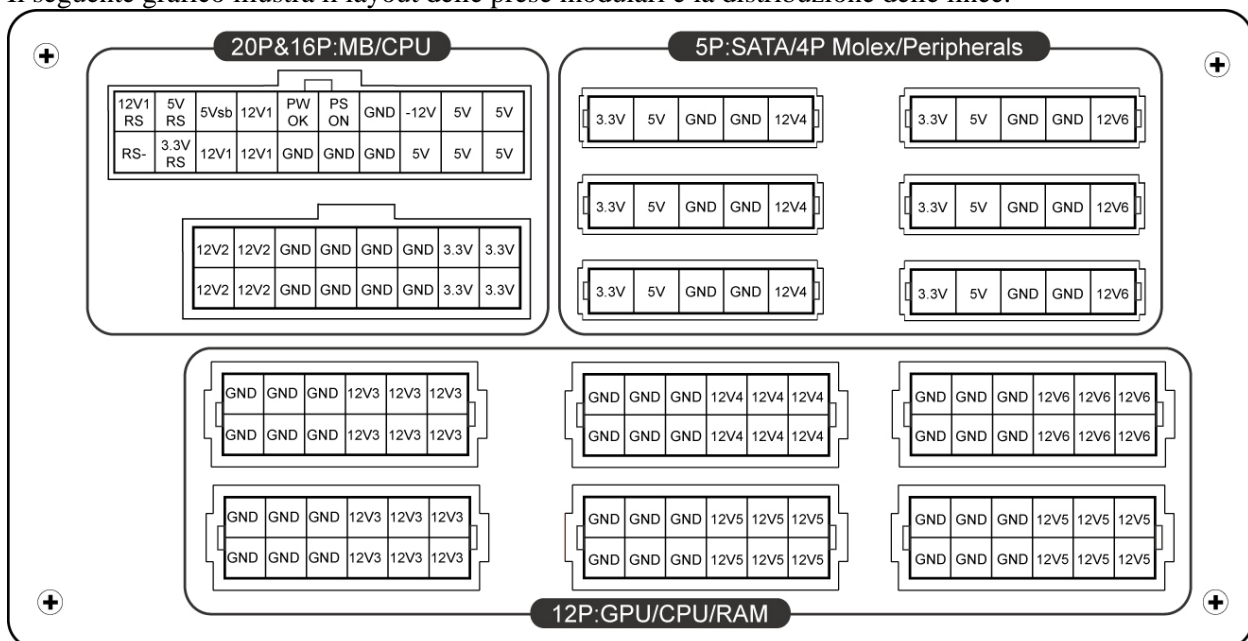 Il seguente grafico illustra il layout delle prese modulari e la distribuzione delle linee:
20P&16P:MB/CPU
12V1 RS 5V RS 5Vsb 12V1 PW OK PS ON GND -12V 5V 5V
RS- 3.3V RS 12V1 12V1 GND GND GND 5V 5V 5V
12V2 12V2 GND GND GND GND 3.3V 3.3V
12V2 12V2 GND GND GND GND 3.3V 3.3V
5P:SATA/4P Molex/Peripherals
3.3V 5V GND GND 12V4
3.3V 5V GND GND 12V6
3.3V 5V GND GND 12V4
3.3V 5V GND GND 12V6
3.3V 5V GND GND 12V4
3.3V 5V GND GND 12V6
GND GND GND 12V3 12V3 12V3
GND GND GND 12V3 12V3 12V3
GND GND GND 12V4 12V4 12V4
GND GND GND 12V4 12V4 12V4
GND GND GND 12V6 12V6 12V6
GND GND GND 12V6 12V6 12V6
GND GND GND 12V3 12V3 12V3
GND GND GND 12V3 12V3 12V3
GND GND GND 12V5 12V5 12V5
GND GND GND 12V5 12V5 12V5
GND GND GND 12V5 12V5 12V5
GND GND GND 12V5 12V5 12V5
12P:GPU/CPU/RAM